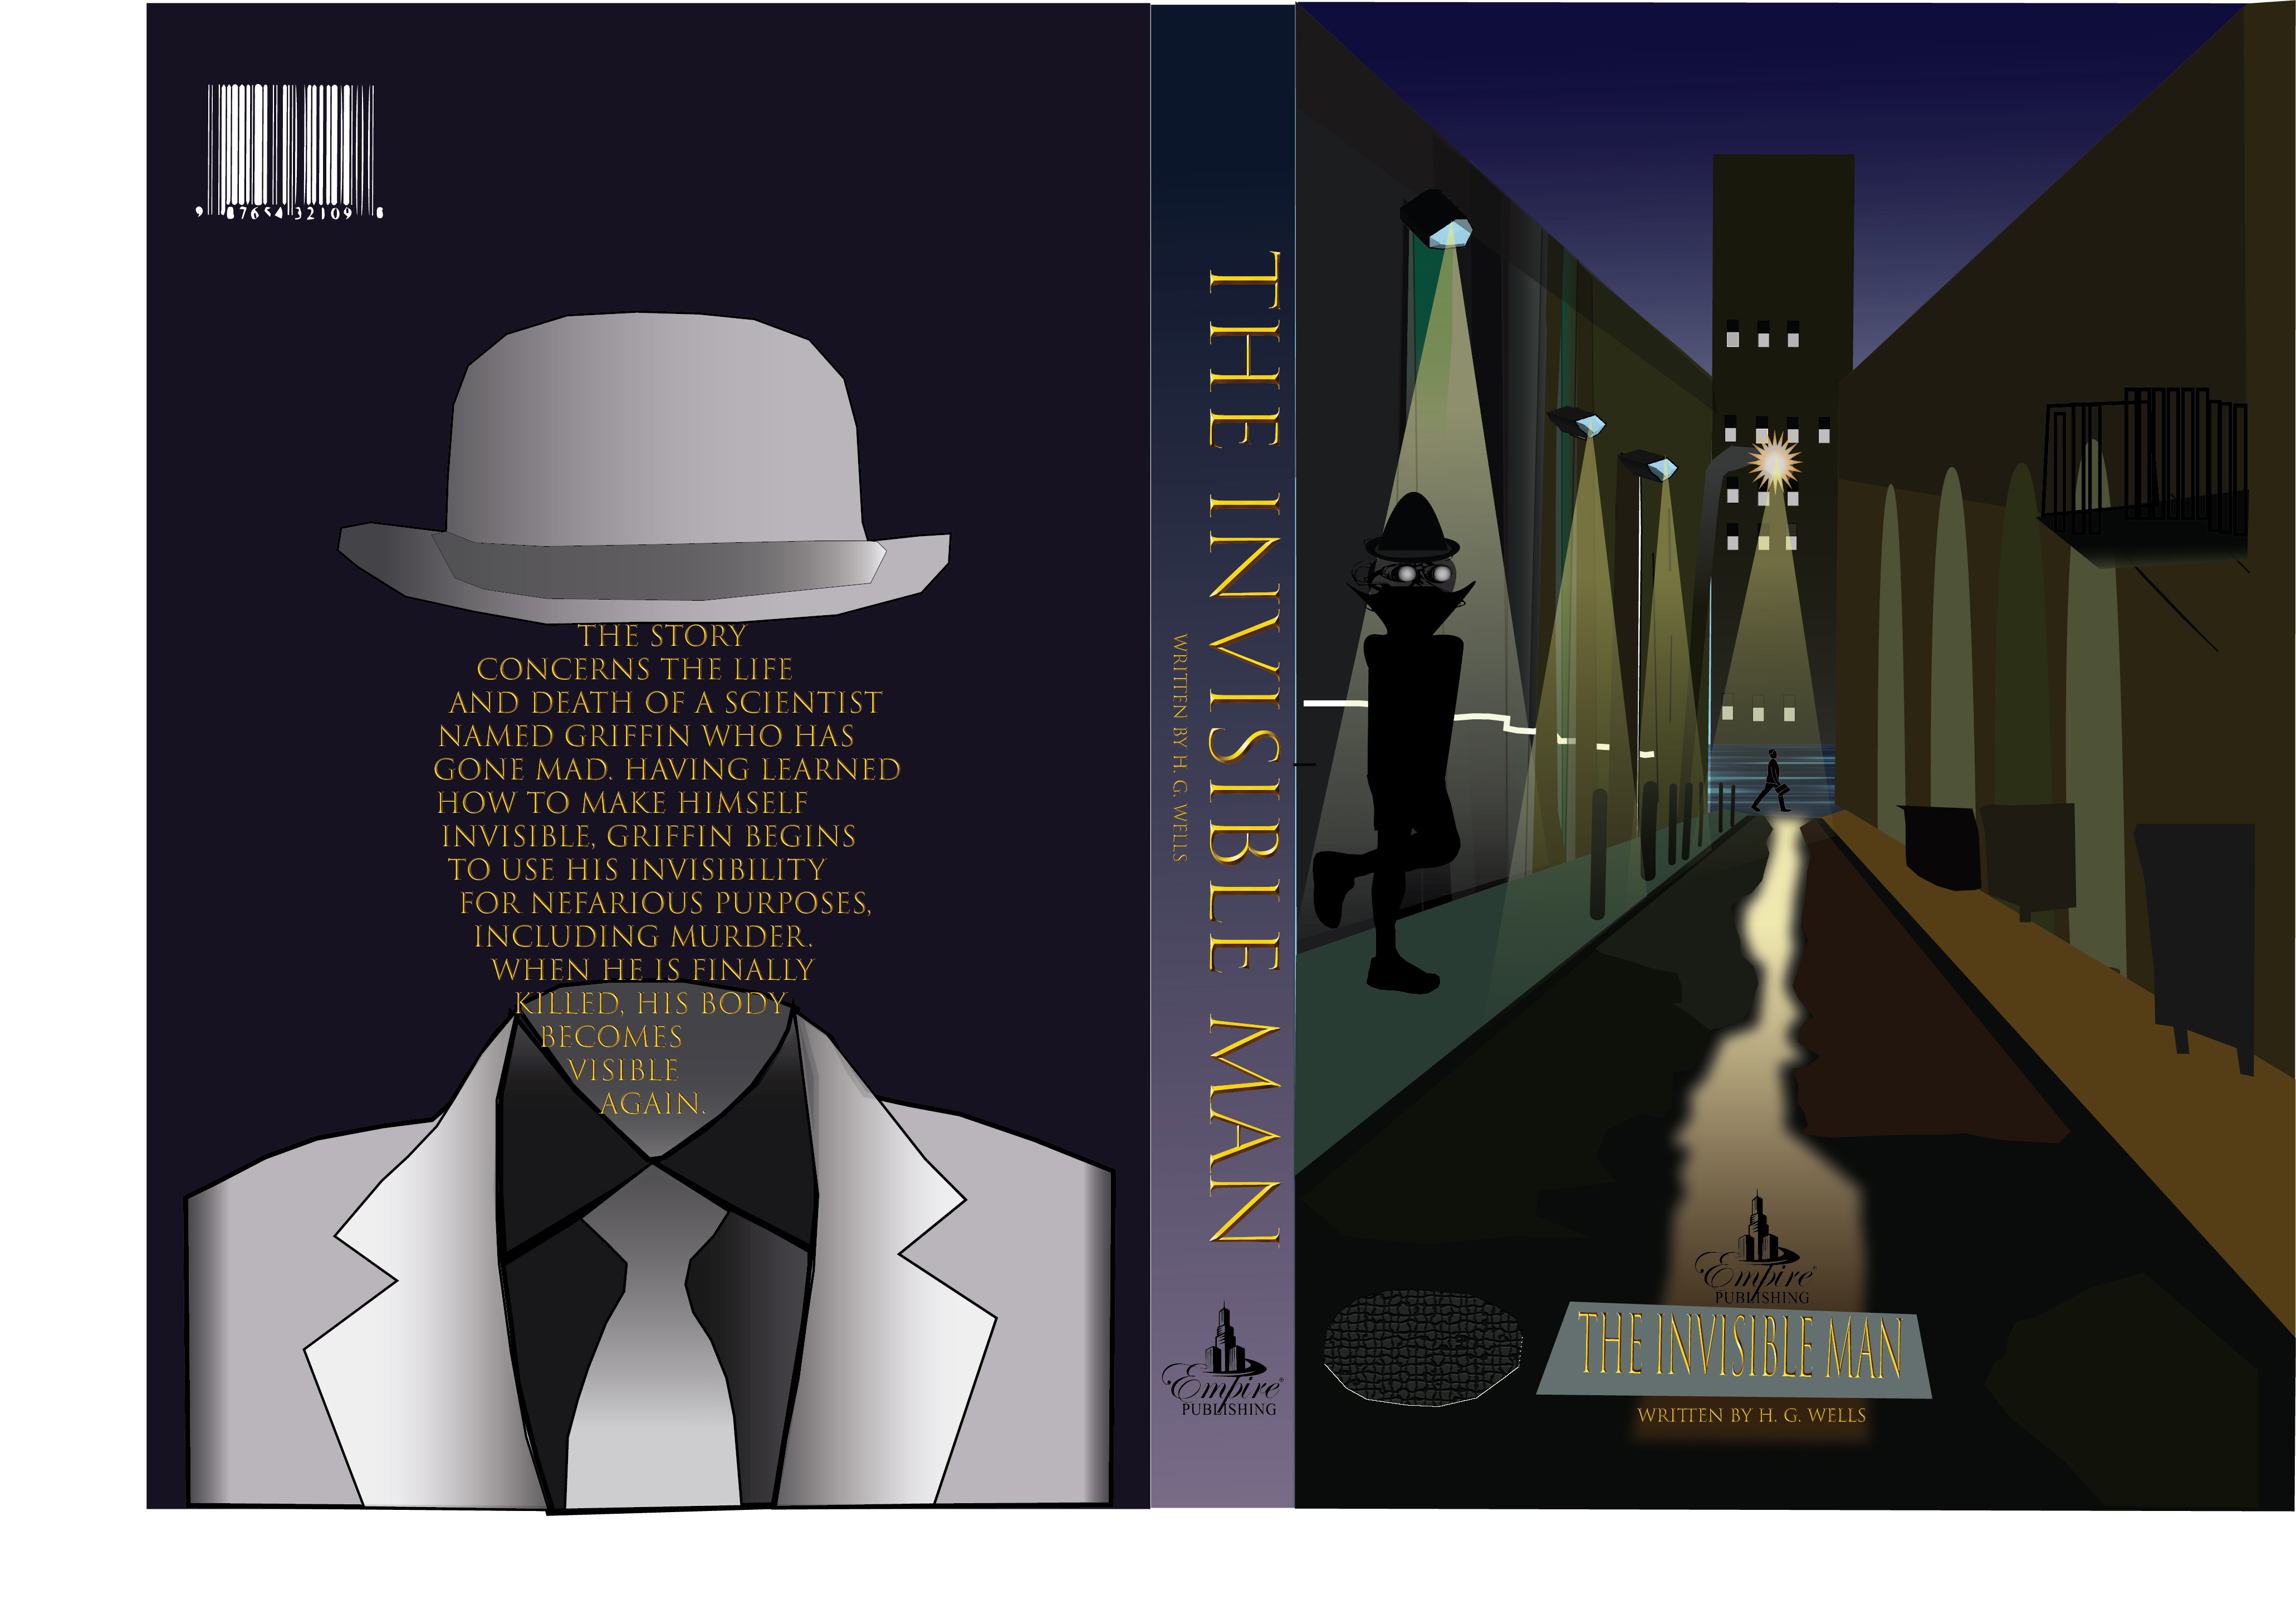 9 87654 32109 8
THE STORY
CONCERNS THE LIFE
AND DEATH OF A SCIENTIST
NAMED GRIFFIN WHO HAS
GONE MAD. HAVING LEARNED
HOW TO MAKE HIMSELF
INVISIBLE, GRIFFIN BEGINS
TO USE HIS INVISIBILITY
FOR NEFARIOUS PURPOSES,
INCLUDING MURDER.
WHEN HE IS FINALLY
KILLED, HIS BODY
BECOMES
VISIBLE
AGAIN.
THE INVISIBLE MAN
WRITTEN BY H. G. WELLS
Empire®
PUBLISHING
Empire®
PUBLISHING
THE INVISIBLE MAN
WRITTEN BY H. G. WELLS